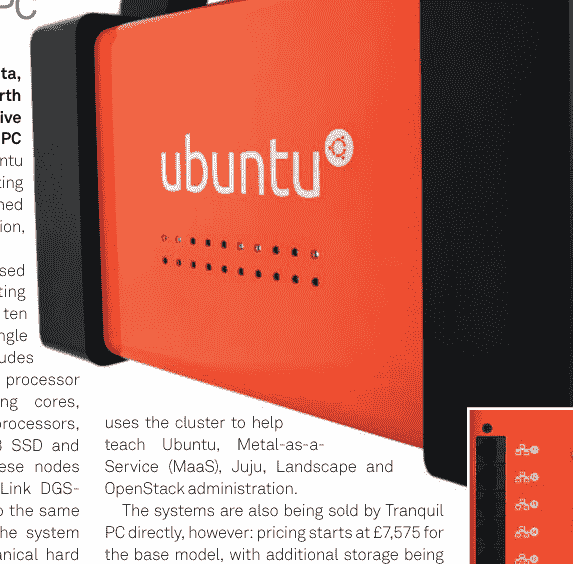 PC
ta,
rth
ive
PC
ntu
ting
ned
ion,
sed
ting
ten
ngle
udes
processor
ng cores,
rocessors,
SSD and
ese nodes
Link DGS-
o the same
he system
anical hard
ubuntu
uses the cluster to help
teach Ubuntu, Metal-as-a-
Service (MaaS), Juju, Landscape and
OpenStack administration.
The systems are also being sold by Tranquil
PC directly, however: pricing starts at £7,575 for
the base model, with additional storage being